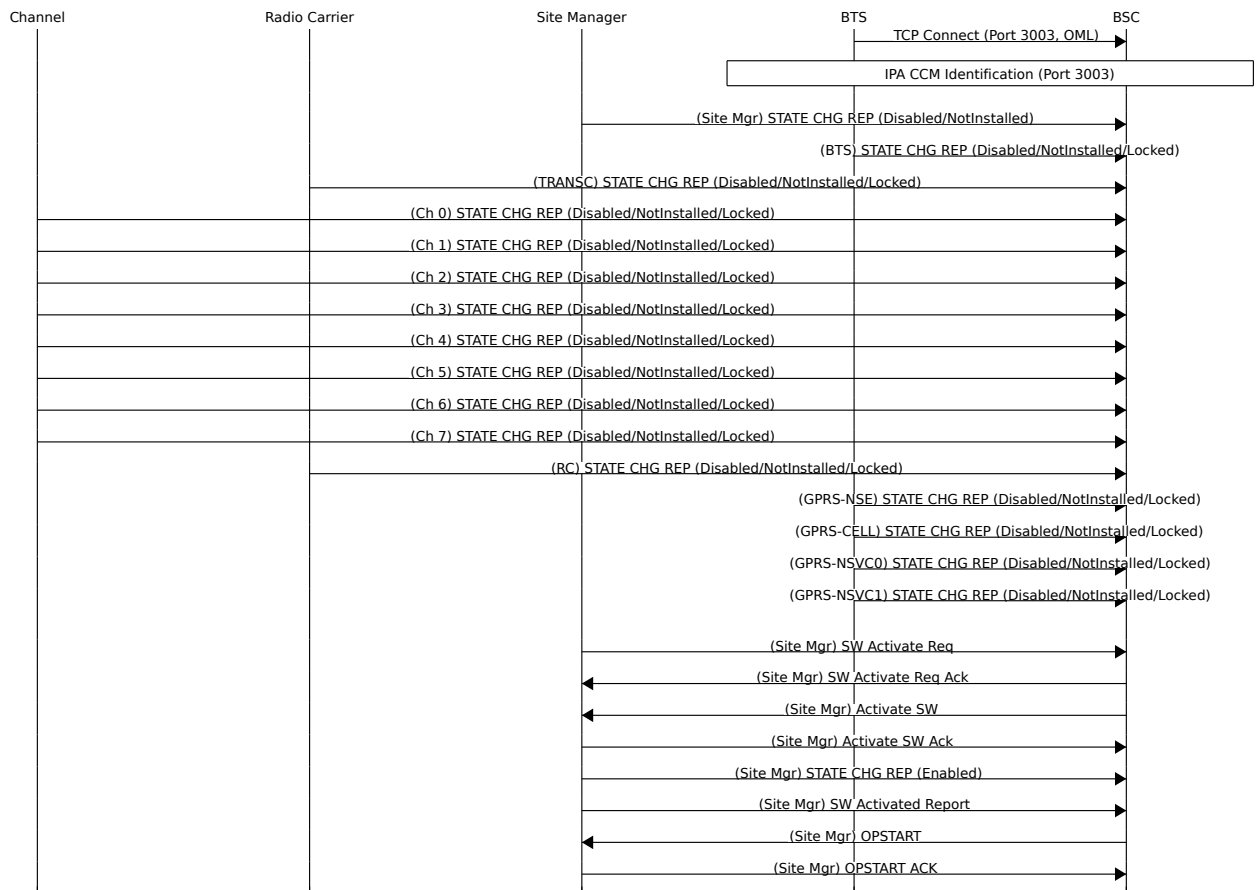 Channel
Radio Carrier
Site Manager
BTS
BSC
TCP Connect (Port 3003, OML)
IPA CCM Identification (Port 3003)
(Site Mgr) STATE CHG REP (Disabled/NotInstalled)
(BTS) STATE CHG REP (Disabled/NotInstalled/Locked)
(TRANSC) STATE CHG REP (Disabled/NotInstalled/Locked)
(Ch 0) STATE CHG REP (Disabled/NotInstalled/Locked)
(Ch 1) STATE CHG REP (Disabled/NotInstalled/Locked)
(Ch 2) STATE CHG REP (Disabled/NotInstalled/Locked)
(Ch 3) STATE CHG REP (Disabled/NotInstalled/Locked)
(Ch 4) STATE CHG REP (Disabled/NotInstalled/Locked)
(Ch 5) STATE CHG REP (Disabled/NotInstalled/Locked)
(Ch 6) STATE CHG REP (Disabled/NotInstalled/Locked)
(Ch 7) STATE CHG REP (Disabled/NotInstalled/Locked)
(RC) STATE CHG REP (Disabled/NotInstalled/Locked)
(GPRS-NSE) STATE CHG REP (Disabled/NotInstalled/Locked)
(GPRS-CELL) STATE CHG REP (Disabled/NotInstalled/Locked)
(GPRS-NSVC0) STATE CHG REP (Disabled/NotInstalled/Locked)
(GPRS-NSVC1) STATE CHG REP (Disabled/NotInstalled/Locked)
(Site Mgr) SW Activate Req
(Site Mgr) SW Activate Req Ack
(Site Mgr) Activate SW
(Site Mgr) Activate SW Ack
(Site Mgr) STATE CHG REP (Enabled)
(Site Mgr) SW Activated Report
(Site Mgr) OPSTART
(Site Mgr) OPSTART ACK